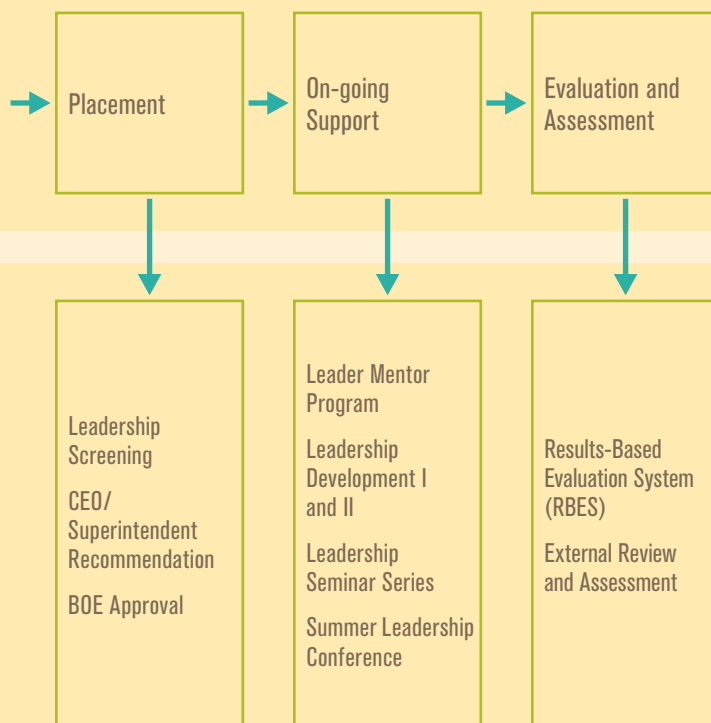 Placement
On-going
Support
Evaluation and
Assessment
Leadership
Screening
CEO/
Superintendent
Recommendation
BOE Approval
Leader Mentor
Program
Leadership
Development I
and II
Leadership
Seminar Series
Summer Leadership
Conference
Results-Based
Evaluation System
(RBES)
External Review
and Assessment